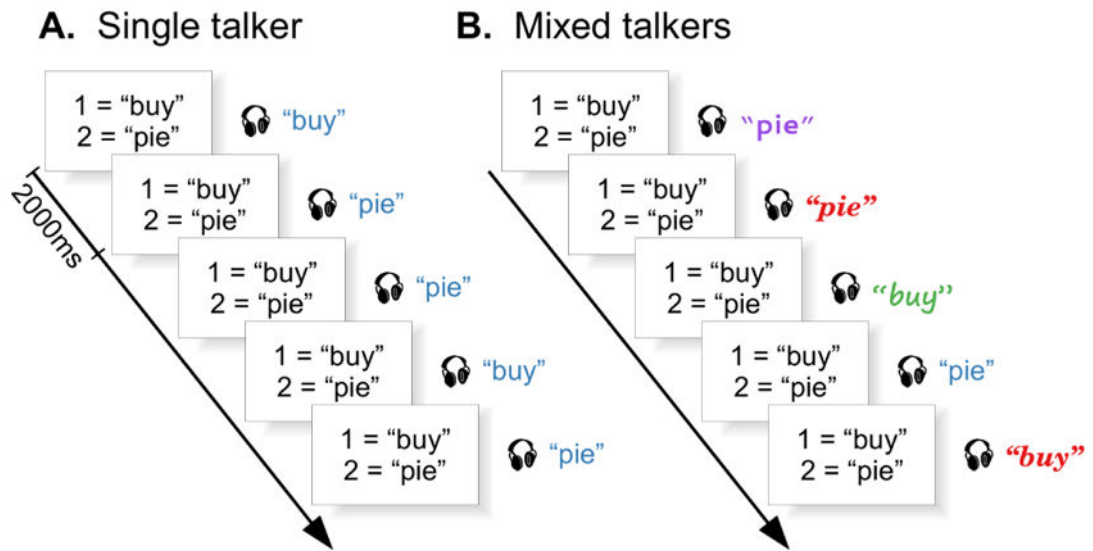 A. Single talker
1 = “buy”
2 = “pie”
“buy”
1 = “buy”
2 = “pie”
“pie”
1 = “buy”
2 = “pie”
“pie”
1 = “buy”
2 = “pie”
“buy”
1 = “buy”
2 = “pie”
“pie”
2000ms
B. Mixed talkers
1 = “buy”
2 = “pie”
“pie”
1 = “buy”
2 = “pie”
“pie”
1 = “buy”
2 = “pie”
“buy”
1 = “buy”
2 = “pie”
“pie”
1 = “buy”
2 = “pie”
“buy”